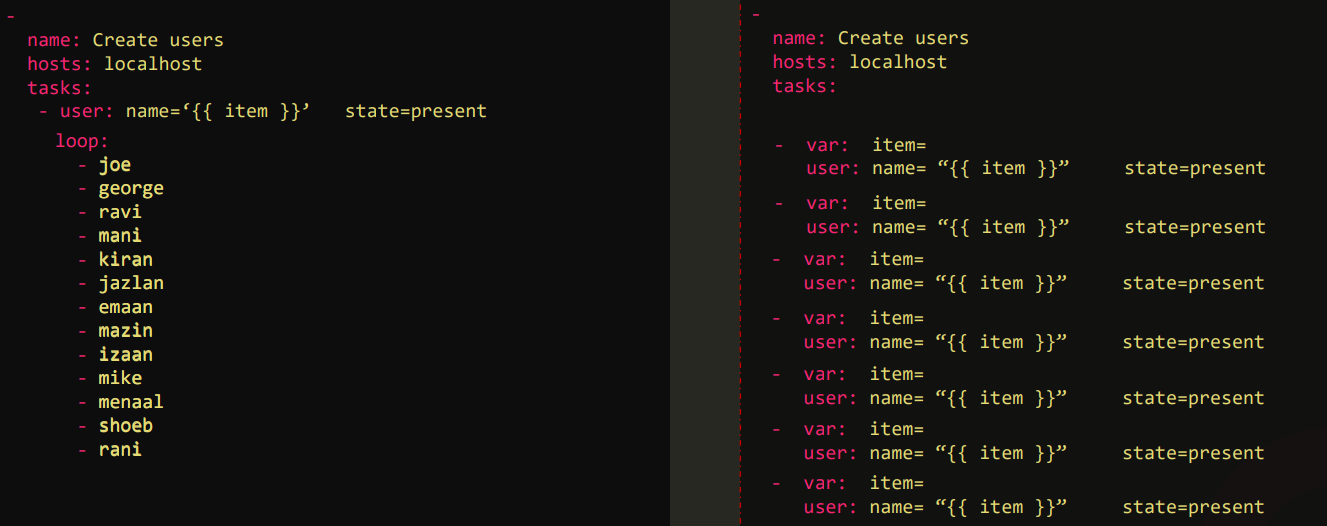 -
name: Create users
hosts: localhost
tasks:
- user: name=‘{{ item }}’ state=present
loop:
- joe
- george
- ravi
- mani
- kiran
- jazlan
- emaan
- mazin
- izaan
- mike
- menaal
- shoeb
- rani
-
name: Create users
hosts: localhost
tasks:
- var: item=
user: name= “{{ item }}” state=present
- var: item=
user: name= “{{ item }}” state=present
- var: item=
user: name= “{{ item }}” state=present
- var: item=
user: name= “{{ item }}” state=present
- var: item=
user: name= “{{ item }}” state=present
- var: item=
user: name= “{{ item }}” state=present
- var: item=
user: name= “{{ item }}” state=present